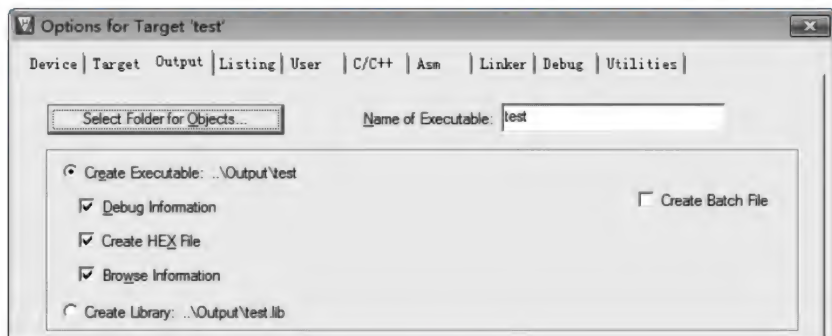 Options for Target 'test'
Device | Target Output | Listing | User | C/C++ | Asm | Linker | Debug | Utilities |
Select Folder for Objects... Name of Executable: test
Create Executable: ..\Output\test
Debug Information Create Batch File
Create HEX File
Browse Information
Create Library: ..\Output\test.lib